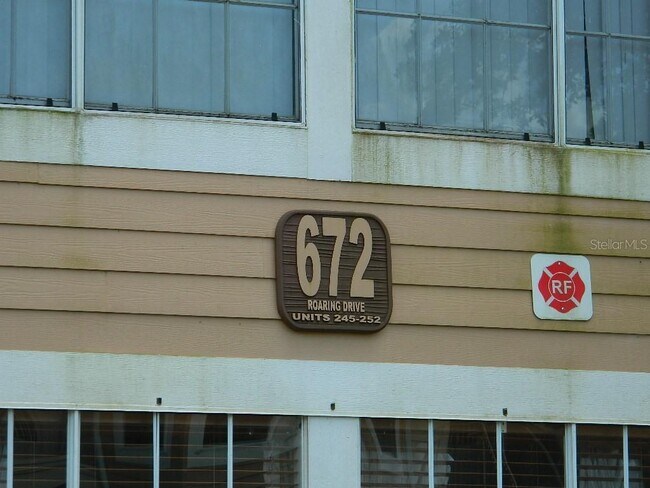 672
ROARING DRIVE
UNITS 245-252
RF
StellarMLS